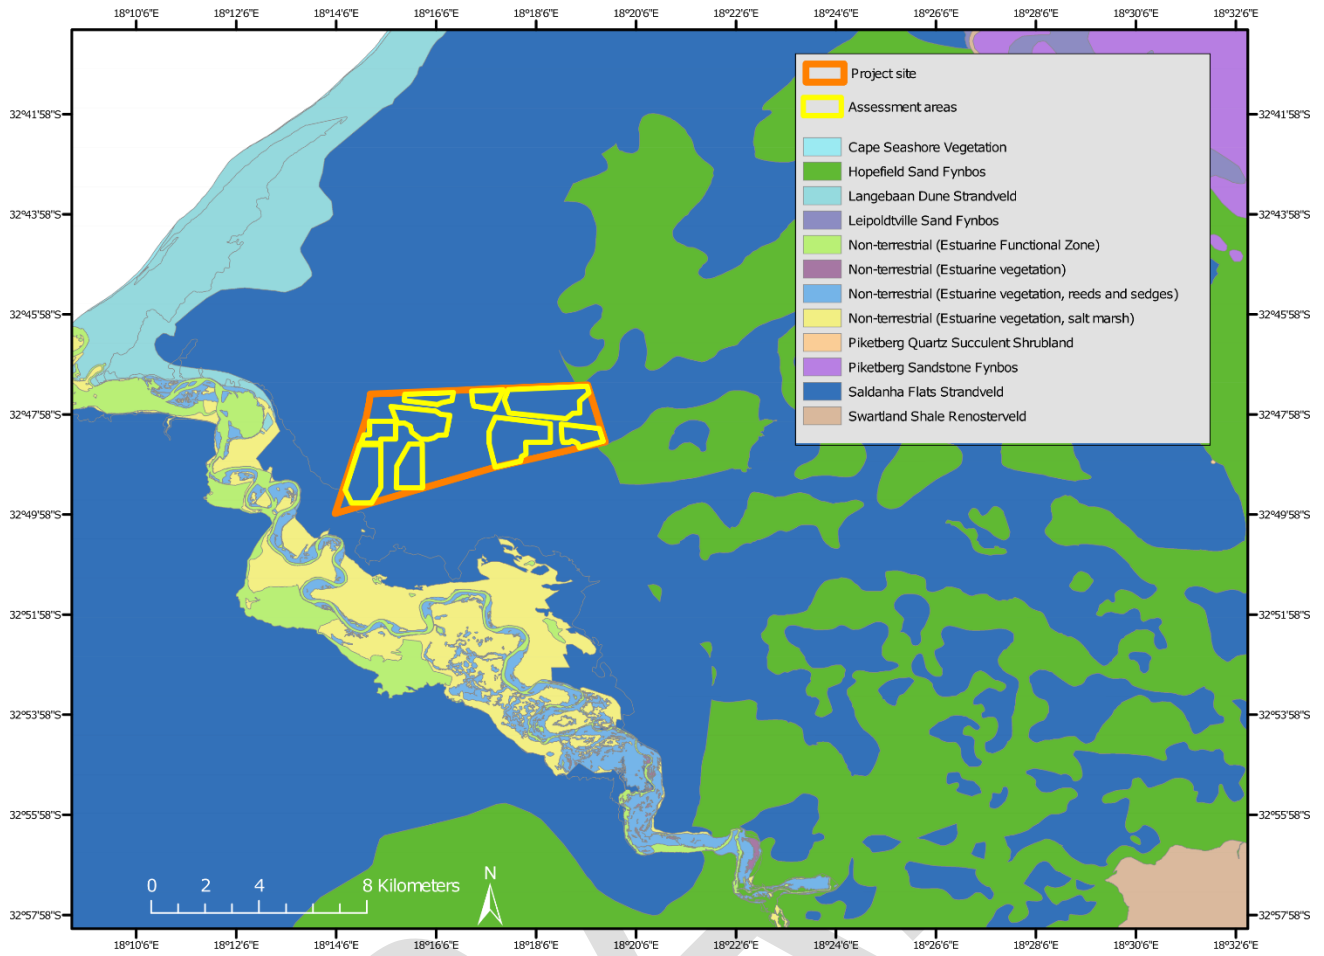 18°10'6"E 18°12'6"E 18°14'6"E 18°16'6"E 18°18'6"E 18°20'6"E 18°22'6"E 18°24'6"E 18°26'6"E 18°28'6"E 18°30'6"E 18°32'6"E
Project site
Assessment areas
32°41'58"S 32°41'58"S
Cape Seashore Vegetation
Hopefield Sand Fynbos
Langebaan Dune Strandveld
32°43'58"S 32°43'58"S
Leipoldtville Sand Fynbos
Non-terrestrial (Estuarine Functional Zone)
Non-terrestrial (Estuarine vegetation)
Non-terrestrial (Estuarine vegetation, reeds and sedges)
32°45'58"S 32°45'58"S
Non-terrestrial (Estuarine vegetation, salt marsh)
Piketberg Quartz Succulent Shrubland
Piketberg Sandstone Fynbos
Saldanha Flats Strandveld
32°47'58"S 32°47'58"S
Swartland Shale Renosterveld
32°49'58"S 32°49'58"S
32°51'58"S 32°51'58"S
32°53'58"S 32°53'58"S
32°55'58"S 32°55'58"S
N
0 2 4 8 Kilometers
32°57'58"S 32°57'58"S
18°10'6"E 18°12'6"E 18°14'6"E 18°16'6"E 18°18'6"E 18°20'6"E 18°22'6"E 18°24'6"E 18°26'6"E 18°28'6"E 18°30'6"E 18°32'6"E